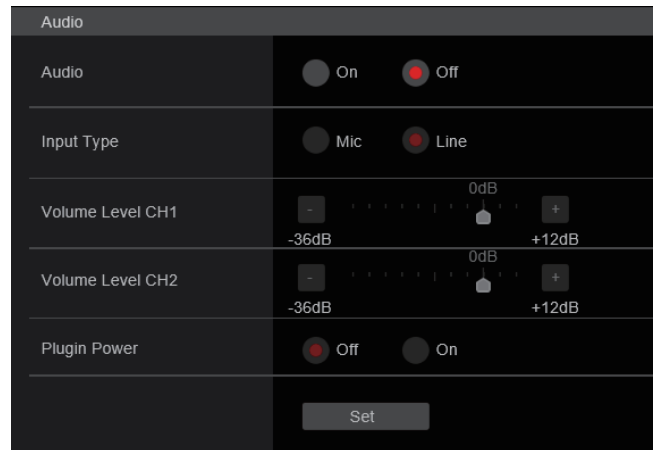 Audio
Audio On Off
Input Type Mic Line
0dB
Volume Level CH1 - +
-36dB +12dB
0dB
Volume Level CH2 - +
-36dB +12dB
Plugin Power Off On
Set